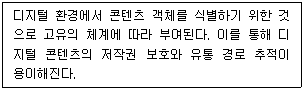 디지털 환경에서 콘텐츠 객체를 식별하기 위한 것
으로 고유의 체계에 따라 부여된다. 이를 통해 디
지털 콘텐츠의 저작권 보호와 유통 경로 추적이
용이해진다.